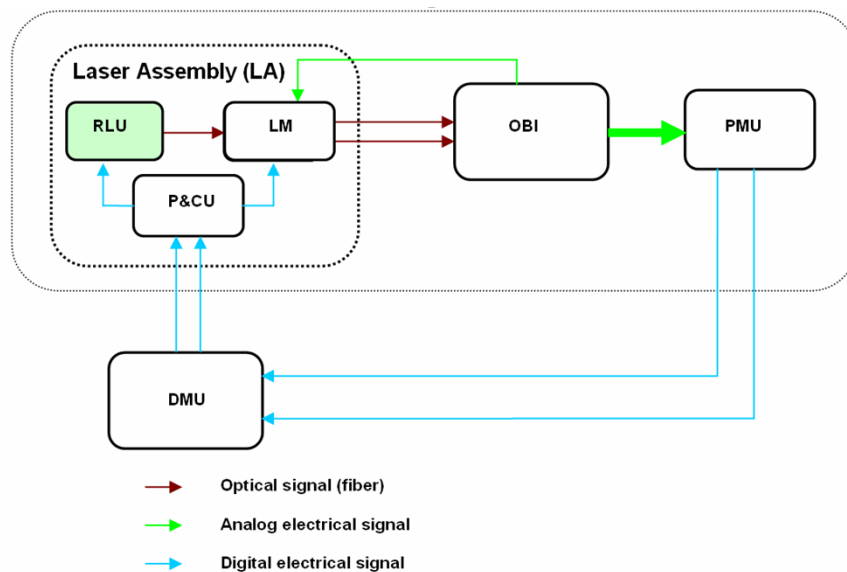 Laser Assembly (LA)
RLU
LM
OBI
PMU
P&CU
DMU
Optical signal (fiber)
Analog electrical signal
Digital electrical signal